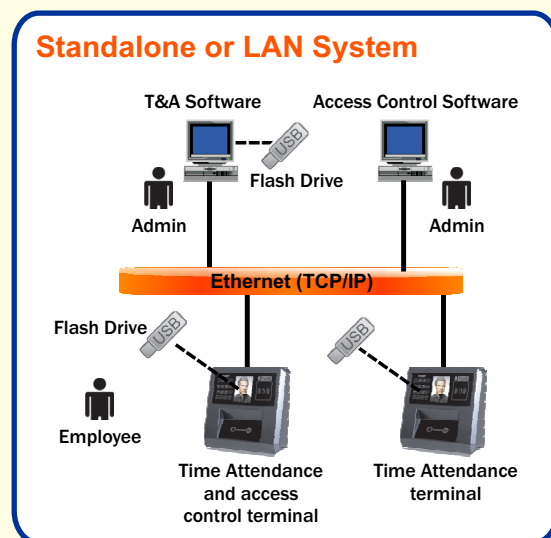 Standalone or LAN System
T&A Software
Access Control Software
USB
Flash Drive
Admin
Admin
Ethernet (TCP/IP)
Flash Drive
USB
USB
Employee
Time Attendance
and access
control terminal
Time Attendance
terminal